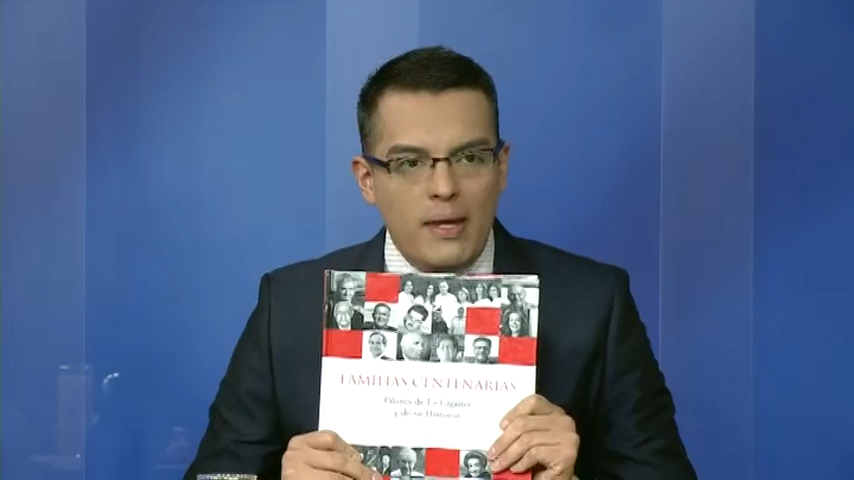 FAMILIAS CENTENARIAS
Pilares de La Laguna
y de su Historia